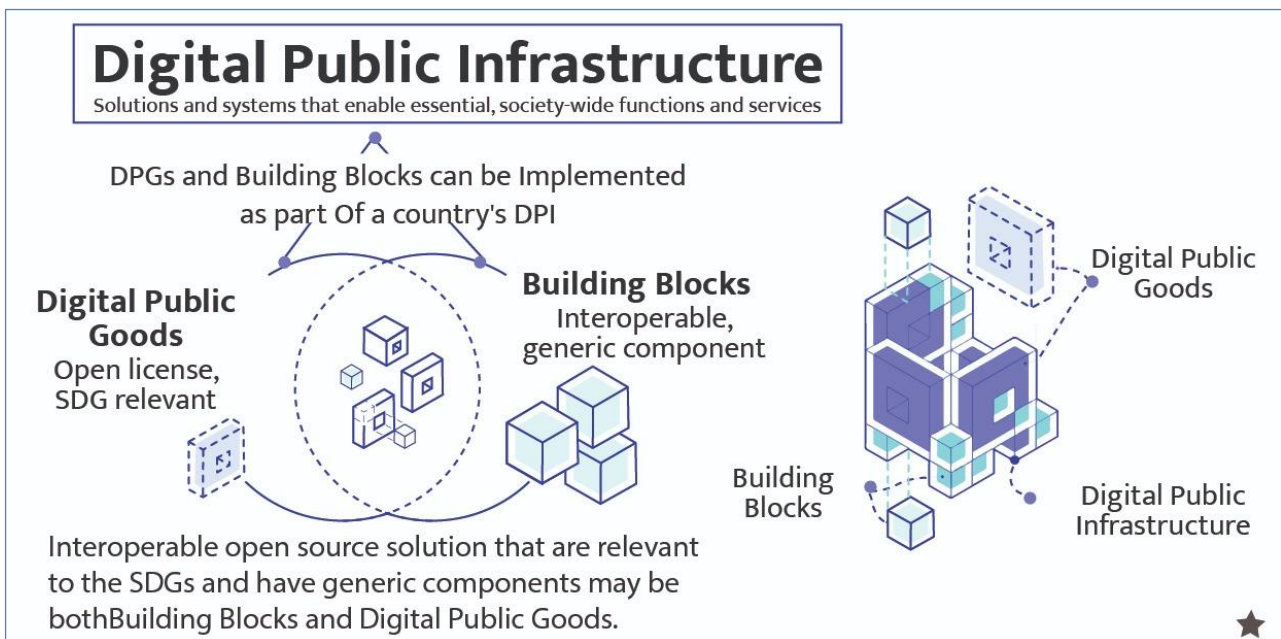 Digital Public Infrastructure
Solutions and systems that enable essential, society-wide functions and services
DPGs and Building Blocks can be Implemented
as part Of a country's DPI
Digital Public
Goods
Open license,
SDG relevant
Building Blocks
Interoperable,
generic component
Interoperable open source solution that are relevant
to the SDGs and have generic components may be
bothBuilding Blocks and Digital Public Goods.
Digital Public
Goods
Building
Blocks
Digital Public
Infrastructure